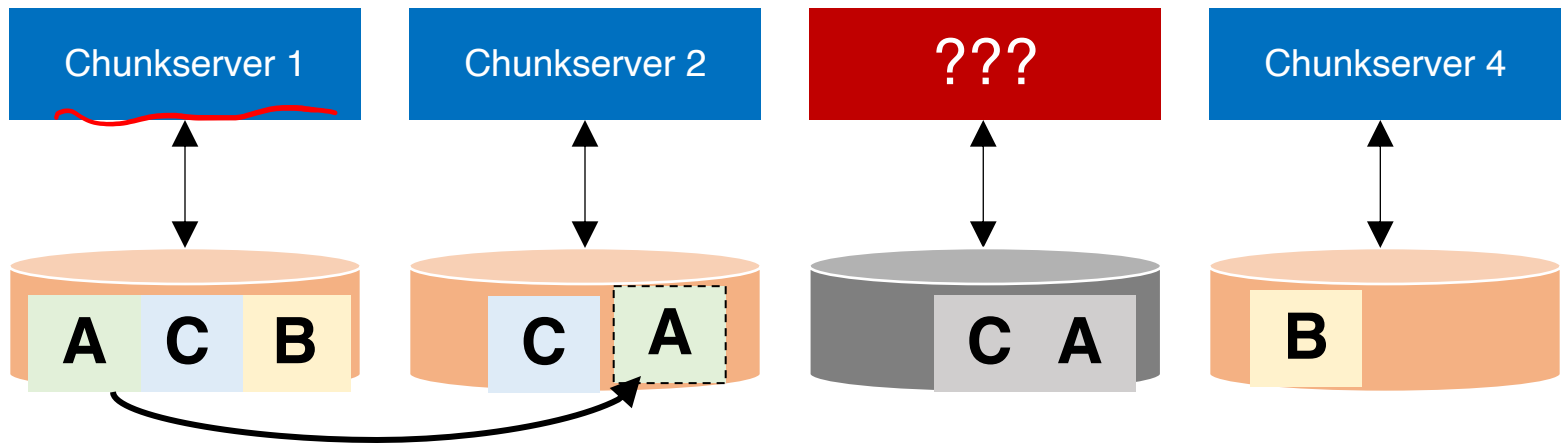 Chunkserver 1
Chunkserver 2
???
Chunkserver 4
A C B
C A
C A
B